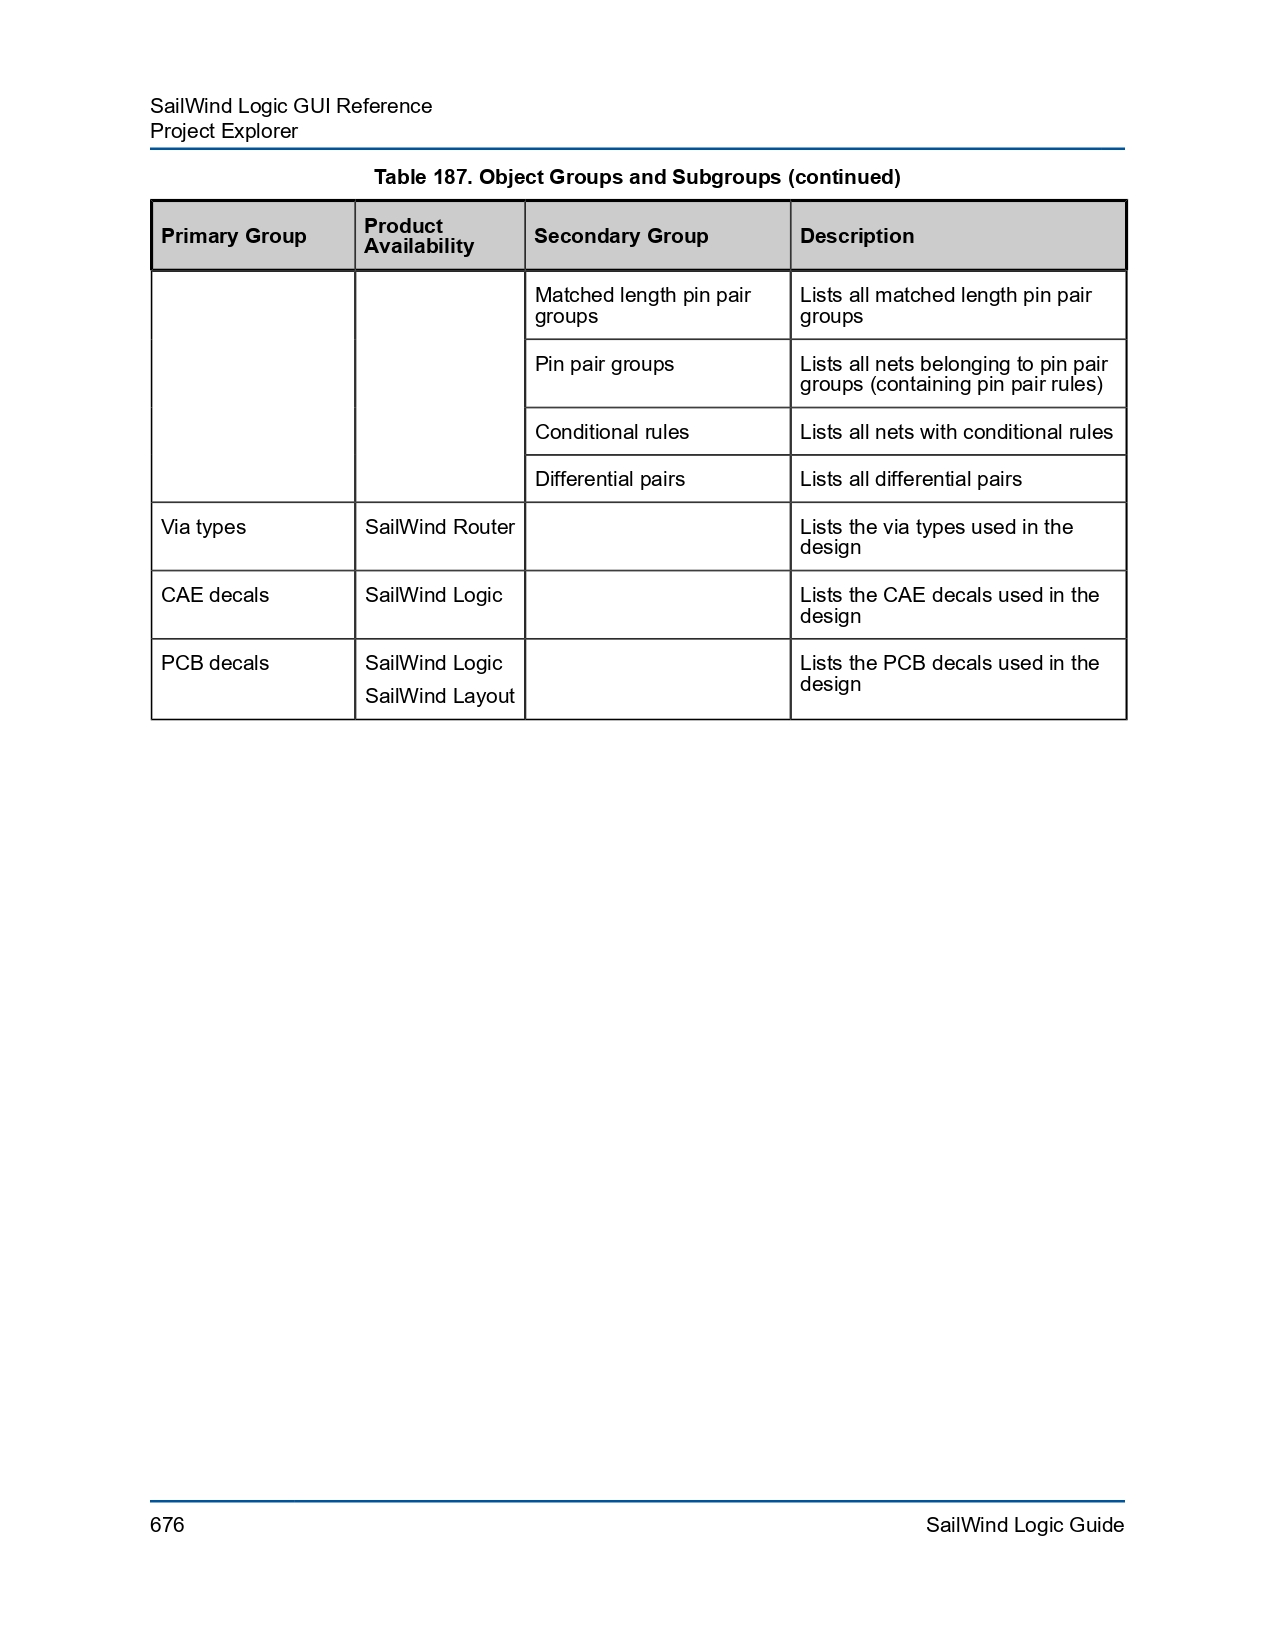 SailWind Logic GUI Reference
Project Explorer
Table 187. Object Groups and Subgroups (continued)
Primary Group
Product
Availability
Secondary Group
Description
Matched length pin pair
groups
Lists all matched length pin pair
groups
Pin pair groups
Lists all nets belonging to pin pair
groups (containing pin pair rules)
Conditional rules
Lists all nets with conditional rules
Differential pairs
Lists all differential pairs
Via types
SailWind Router
Lists the via types used in the
design
CAE decals
SailWind Logic
Lists the CAE decals used in the
design
PCB decals
SailWind Logic
SailWind Layout
Lists the PCB decals used in the
design
676
SailWind Logic Guide